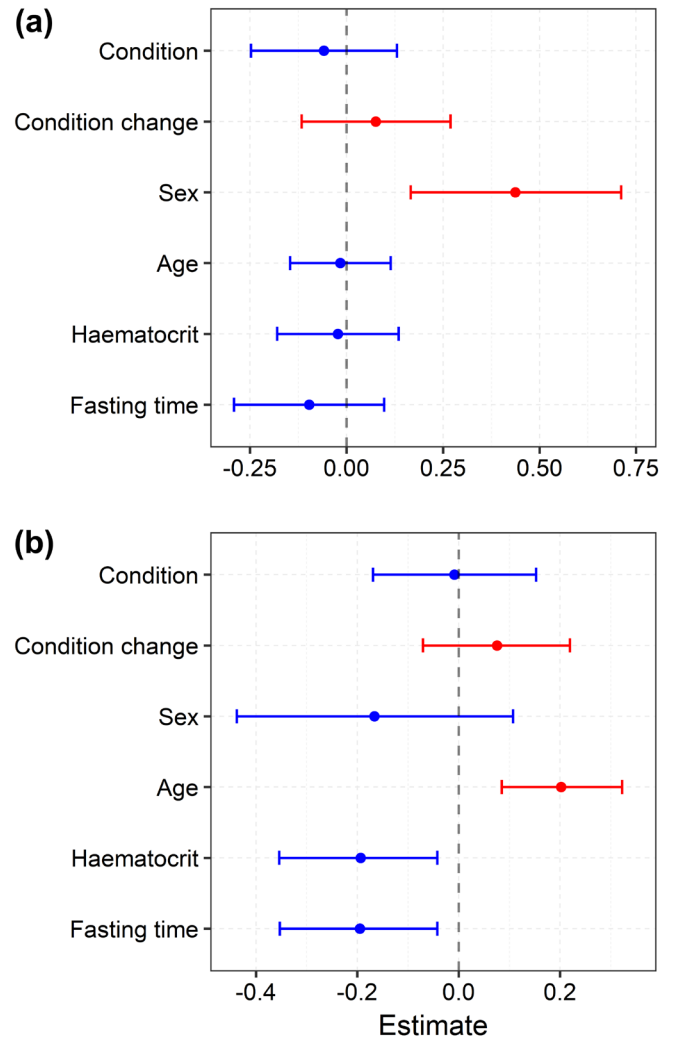 (a)
Condition
Condition change
Sex
Age
Haematocrit
Fasting time
-0.25 0.00 0.25 0.50 0.75
(b)
Condition
Condition change
Sex
Age
Haematocrit
Fasting time
-0.4 -0.2 0.0 0.2
Estimate